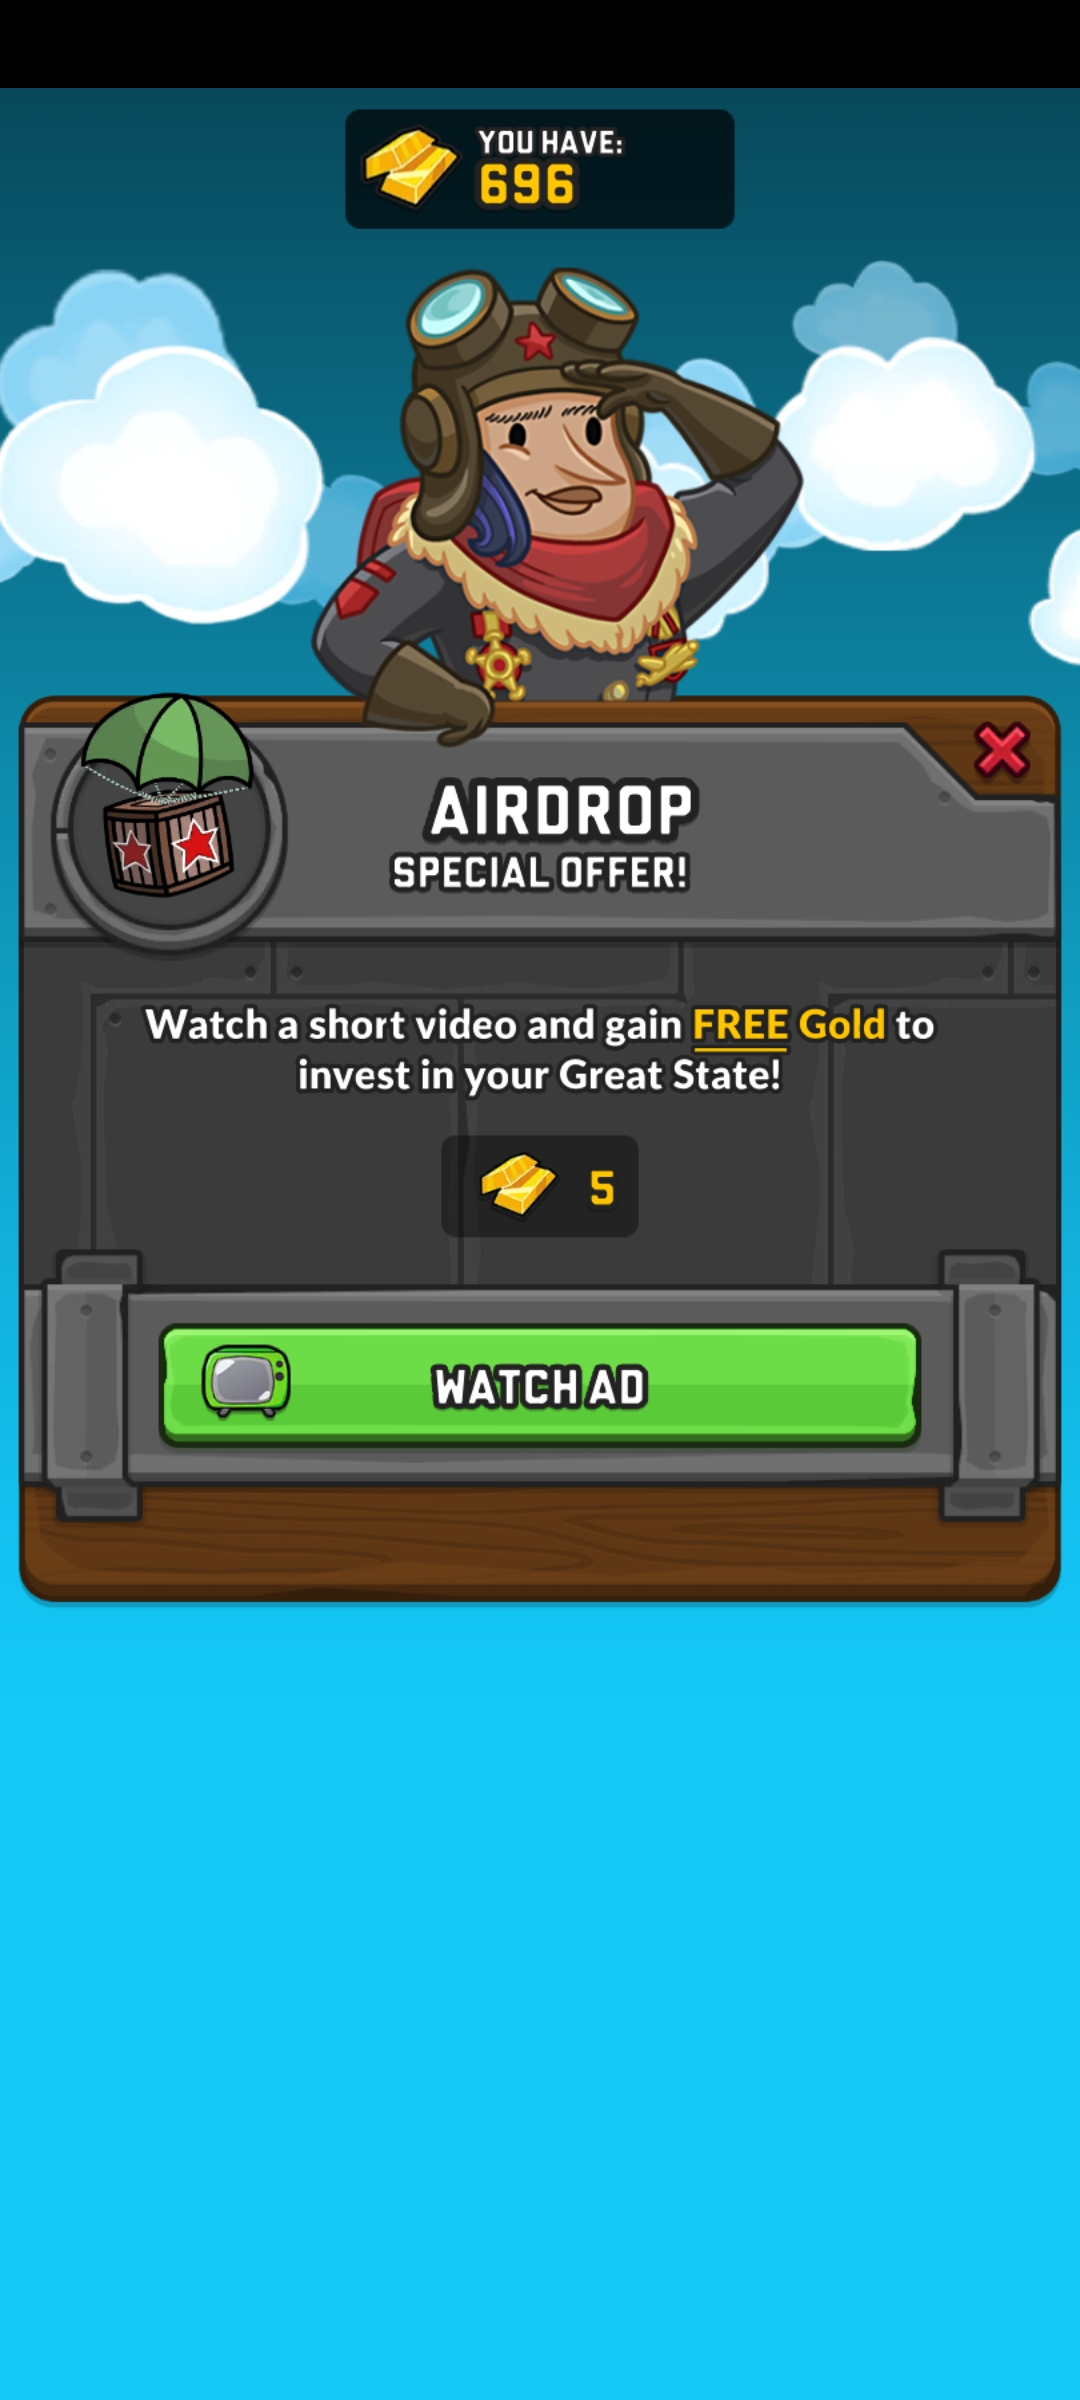 YOU HAVE:
696
AIRDROP
SPECIAL OFFER!
Watch a short video and gain FREE Gold to
invest in your Great State!
5
WATCH AD